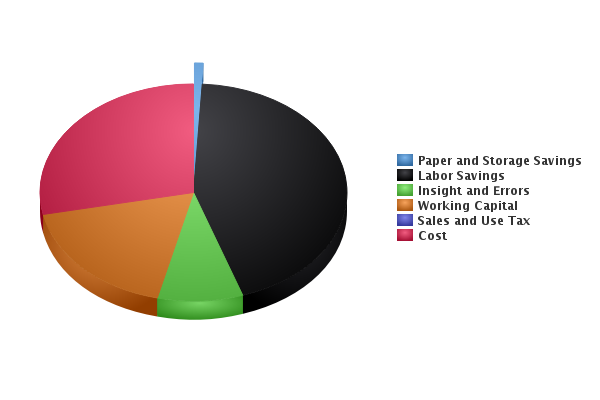 Paper and Storage Savings
Labor Savings
Insight and Errors
Working Capital
Sales and Use Tax
Cost